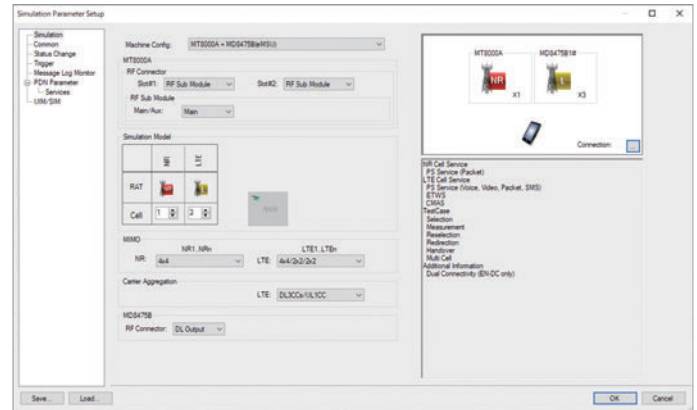 Simulation Parameter Setup
Simulation
Common
Status Change
Trigger
Message Log Monitor
PDN Parameter
Services
UIM/SIM
Machine Config: MT8000A + MD8475B(eMSU)
MT8000A
RF Connector
Slot#1: RF Sub Module Slot#2: RF Sub Module
RF Sub Module
Main/Aux: Main
Simulation Model
NR LTE
RAT NR L
Cell 1 3
Apply
MIMO
NR1..NRn LTE1..LTEn
NR: 4x4 LTE: 4x4/2x2/2x2
Carrier Aggregation
LTE: DL3CCs/UL1CC
MD8475B
RF Connector: DL Output
MT8000A MD8475B1#
NR L
X1 X3
Connection: ...
NR Cell Service
PS Service (Packet)
LTE Cell Service
PS Service (Voice, Video, Packet, SMS)
ETWS
CMAS
TestCase
Selection
Measurement
Reselection
Redirection
Handover
Multi Cell
Additional Information
Dual Connectivity (EN-DC only)
Save... Load... OK Cancel